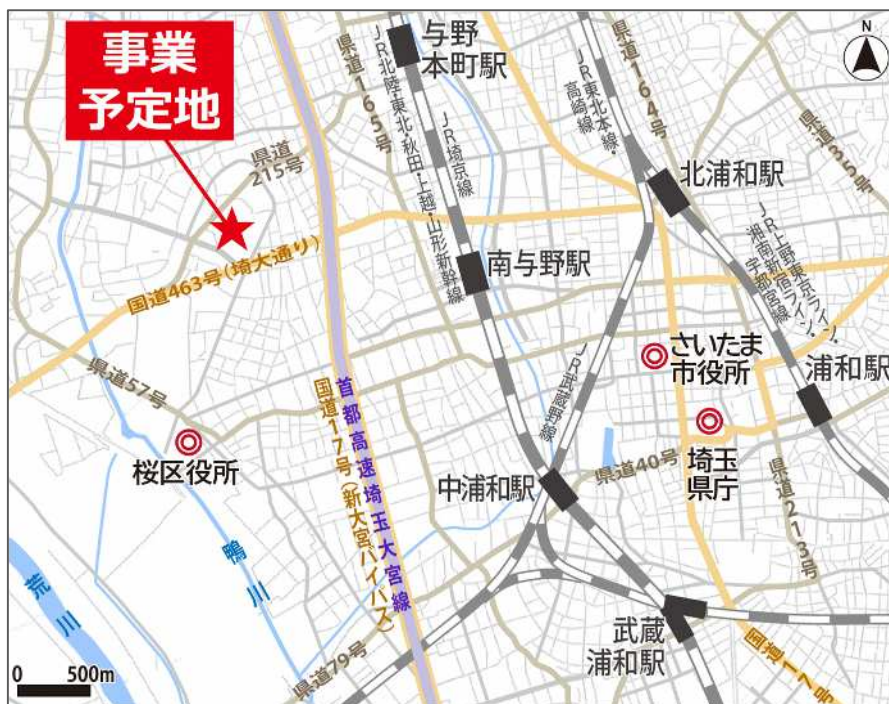 事業
予定地
与野
本町駅
N
県道165号
JR北陸・東北・秋田・上越・山形新幹線
JR埼京線
JR東北本線・
高崎線
県道164号
県道35号
県道
215号
北浦和駅
国道463号(埼大通り)
南与野駅
JR上野東京ライン・
湘南新宿ライン・
宇都宮線
さいたま
市役所
浦和駅
県道57号
桜区役所
首都高速埼玉大宮線
国道17号(新大宮バイパス)
JR武蔵野線
中浦和駅
県道40号
埼玉
県庁
県道213号
荒川
鴨川
県道79号
武蔵
浦和駅
国道17号
0 500m